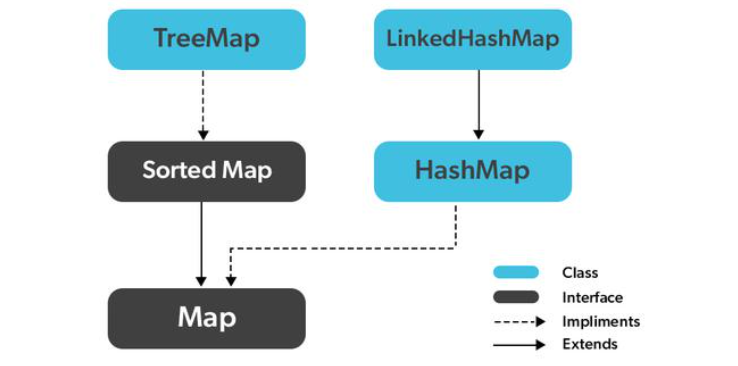 TreeMap
LinkedHashMap
Sorted Map
HashMap
Map
Class
Interface
Impliments
Extends